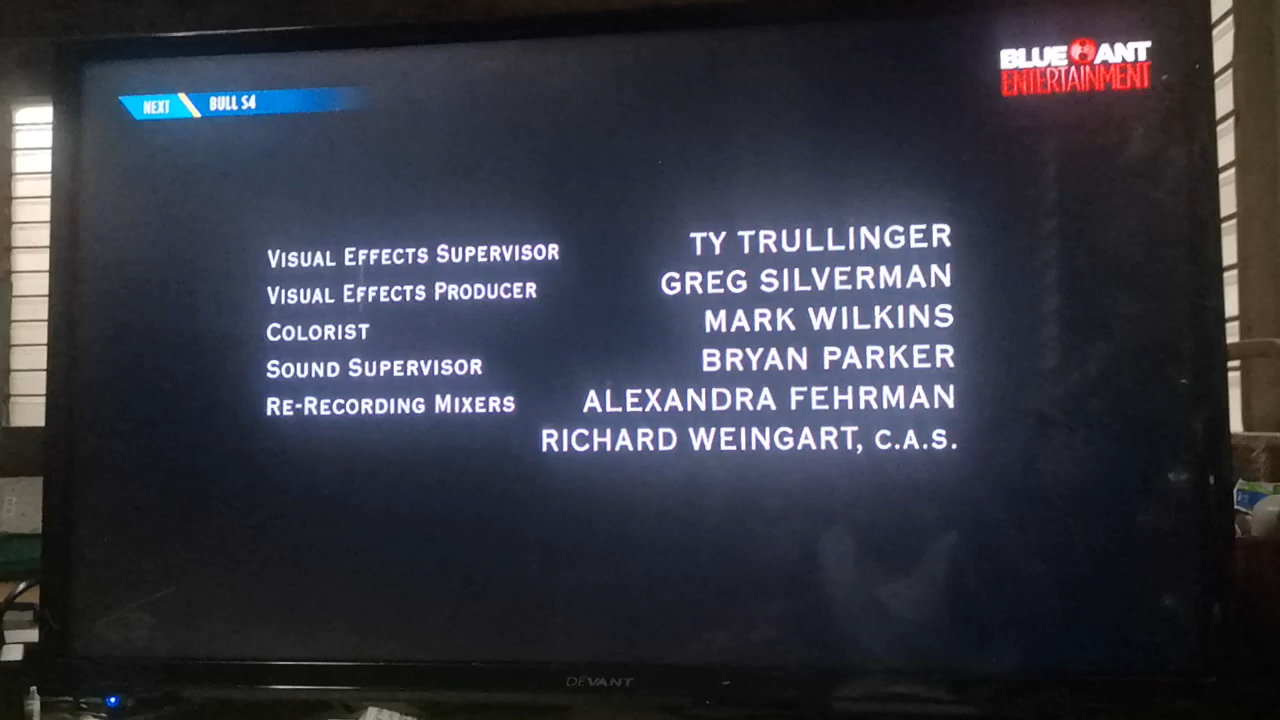 BLUE ANT
ENTERTAINMENT
NEXT BULL S4
VISUAL EFFECTS SUPERVISOR TY TRULLINGER
VISUAL EFFECTS PRODUCER GREG SILVERMAN
COLORIST MARK WILKINS
SOUND SUPERVISOR BRYAN PARKER
RE-RECORDING MIXERS ALEXANDRA FEHRMAN
RICHARD WEINGART, C.A.S.
DEVANT